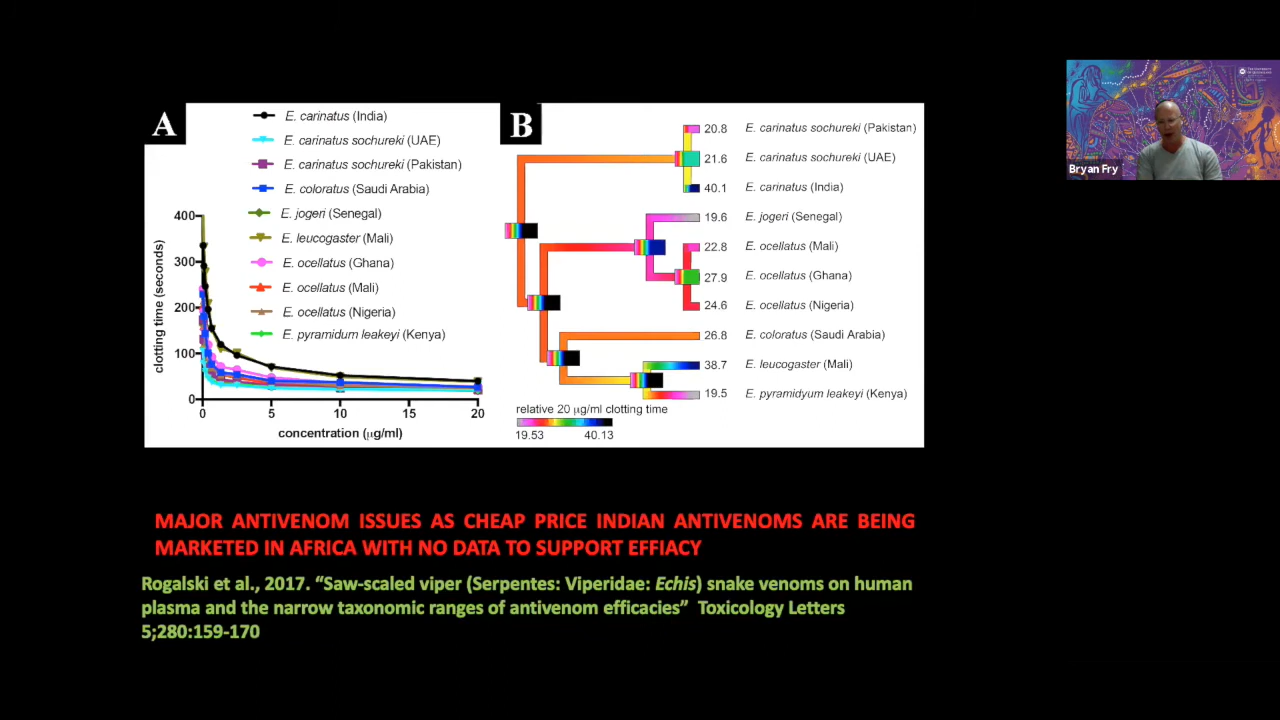 A
E. carinatus (India)
E. carinatus sochureki (UAE)
E. carinatus sochureki (Pakistan)
E. coloratus (Saudi Arabia)
E. jogeri (Senegal)
E. leucogaster (Mali)
E. ocellatus (Ghana)
E. ocellatus (Mali)
E. ocellatus (Nigeria)
E. pyramidum leakeyi (Kenya)
clotting time (seconds)
400
300
200
100
0
0 5 10 15 20
concentration (μg/ml)
B
20.8 E. carinatus sochureki (Pakistan)
21.6 E. carinatus sochureki (UAE)
40.1 E. carinatus (India)
19.6 E. jogeri (Senegal)
22.8 E. ocellatus (Mali)
27.9 E. ocellatus (Ghana)
24.6 E. ocellatus (Nigeria)
26.8 E. coloratus (Saudi Arabia)
38.7 E. leucogaster (Mali)
19.5 E. pyramidyum leakeyi (Kenya)
relative 20 μg/ml clotting time
19.53 40.13
MAJOR ANTIVENOM ISSUES AS CHEAP PRICE INDIAN ANTIVENOMS ARE BEING
MARKETED IN AFRICA WITH NO DATA TO SUPPORT EFFIACY
Rogalski et al., 2017. “Saw-scaled viper (Serpentes: Viperidae: Echis) snake venoms on human
plasma and the narrow taxonomic ranges of antivenom efficacies” Toxicology Letters
5;280:159-170
Bryan Fry